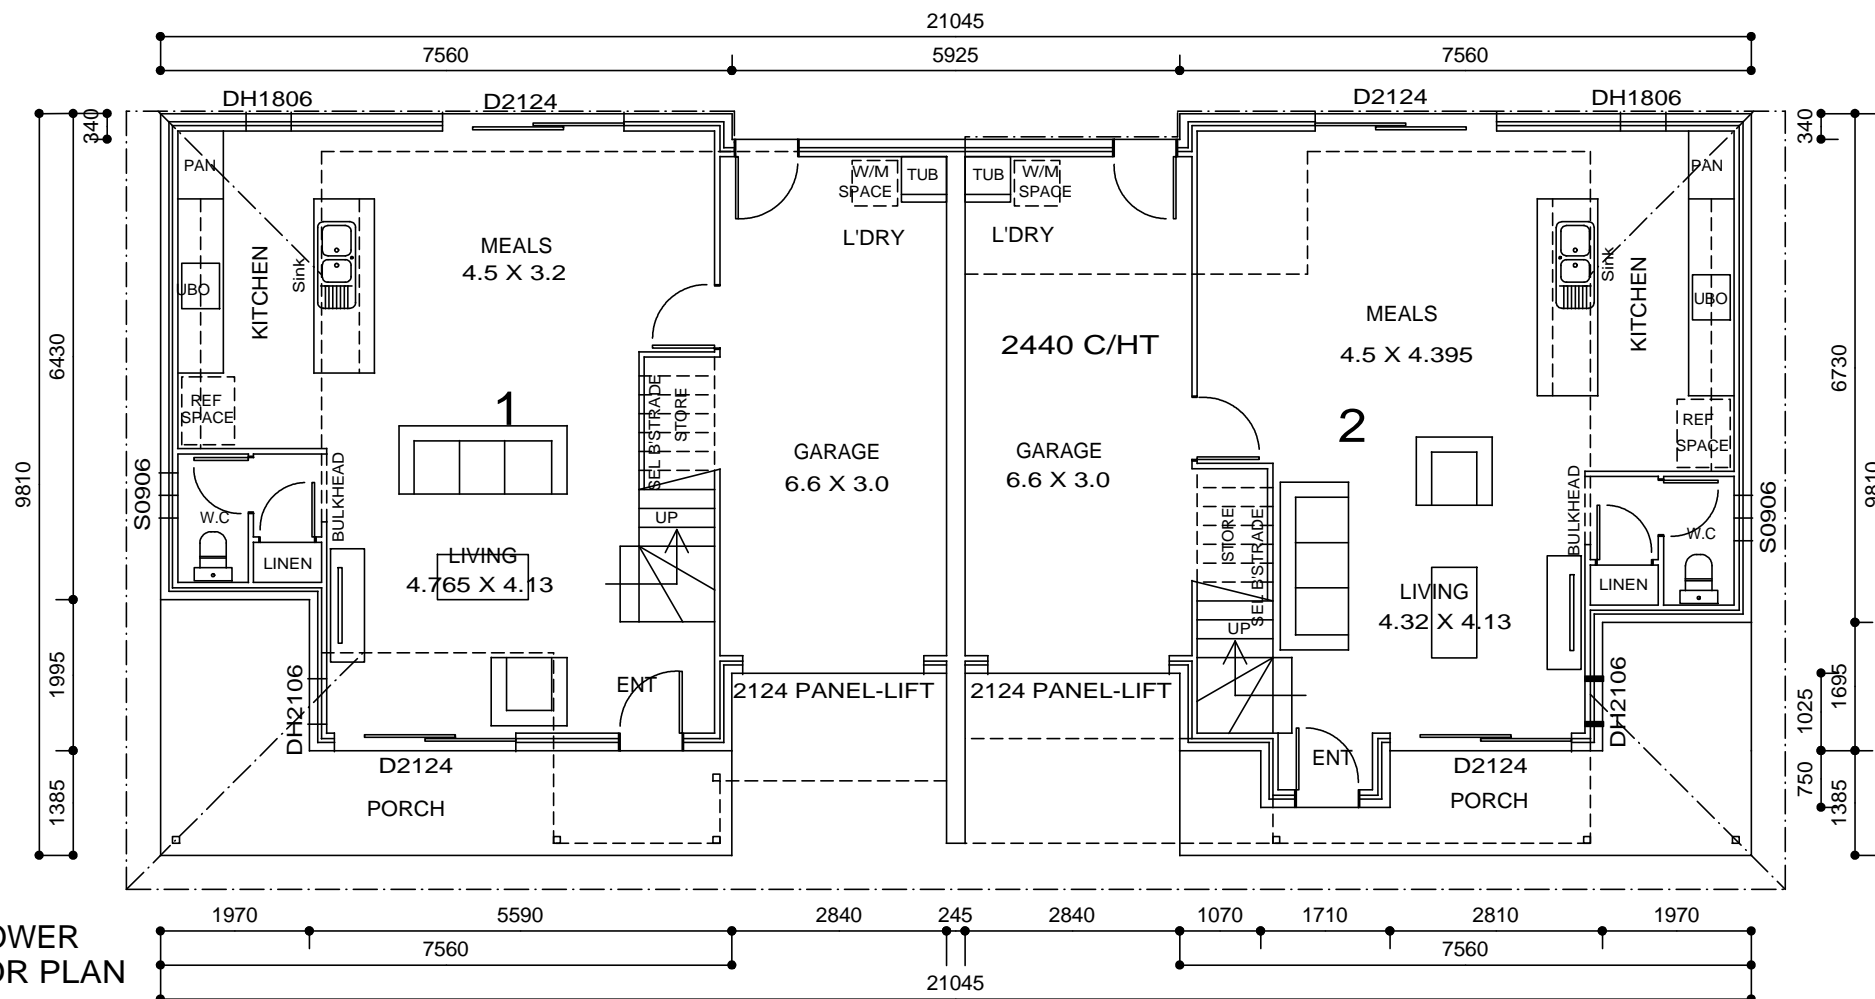 21045
7560
5925
7560
DH1806
D2124
D2124
DH1806
340
340
PAN
W/M
SPACE
TUB
TUB
W/M
SPACE
PAN
L'DRY
L'DRY
MEALS
4.5 X 3.2
KITCHEN
Sink
UBO
MEALS
4.5 X 4.395
KITCHEN
Sink
UBO
2440 C/HT
6430
6730
9810
9810
REF
SPACE
1
SEL B'STRADE
STORE
GARAGE
6.6 X 3.0
GARAGE
6.6 X 3.0
2
REF
SPACE
S0906
W.C
BULKHEAD
LINEN
UP
LIVING
4.765 X 4.13
STORE
SEL B'STRADE
UP
LIVING
4.32 X 4.13
BULKHEAD
W.C
LINEN
S0906
1995
DH2106
ENT
2124 PANEL-LIFT
2124 PANEL-LIFT
DH2106
1025
1695
D2124
PORCH
ENT
D2124
PORCH
1385
750
1385
1970
5590
2840
245
2840
1070
1710
2810
1970
7560
7560
21045
OWER
OR PLAN